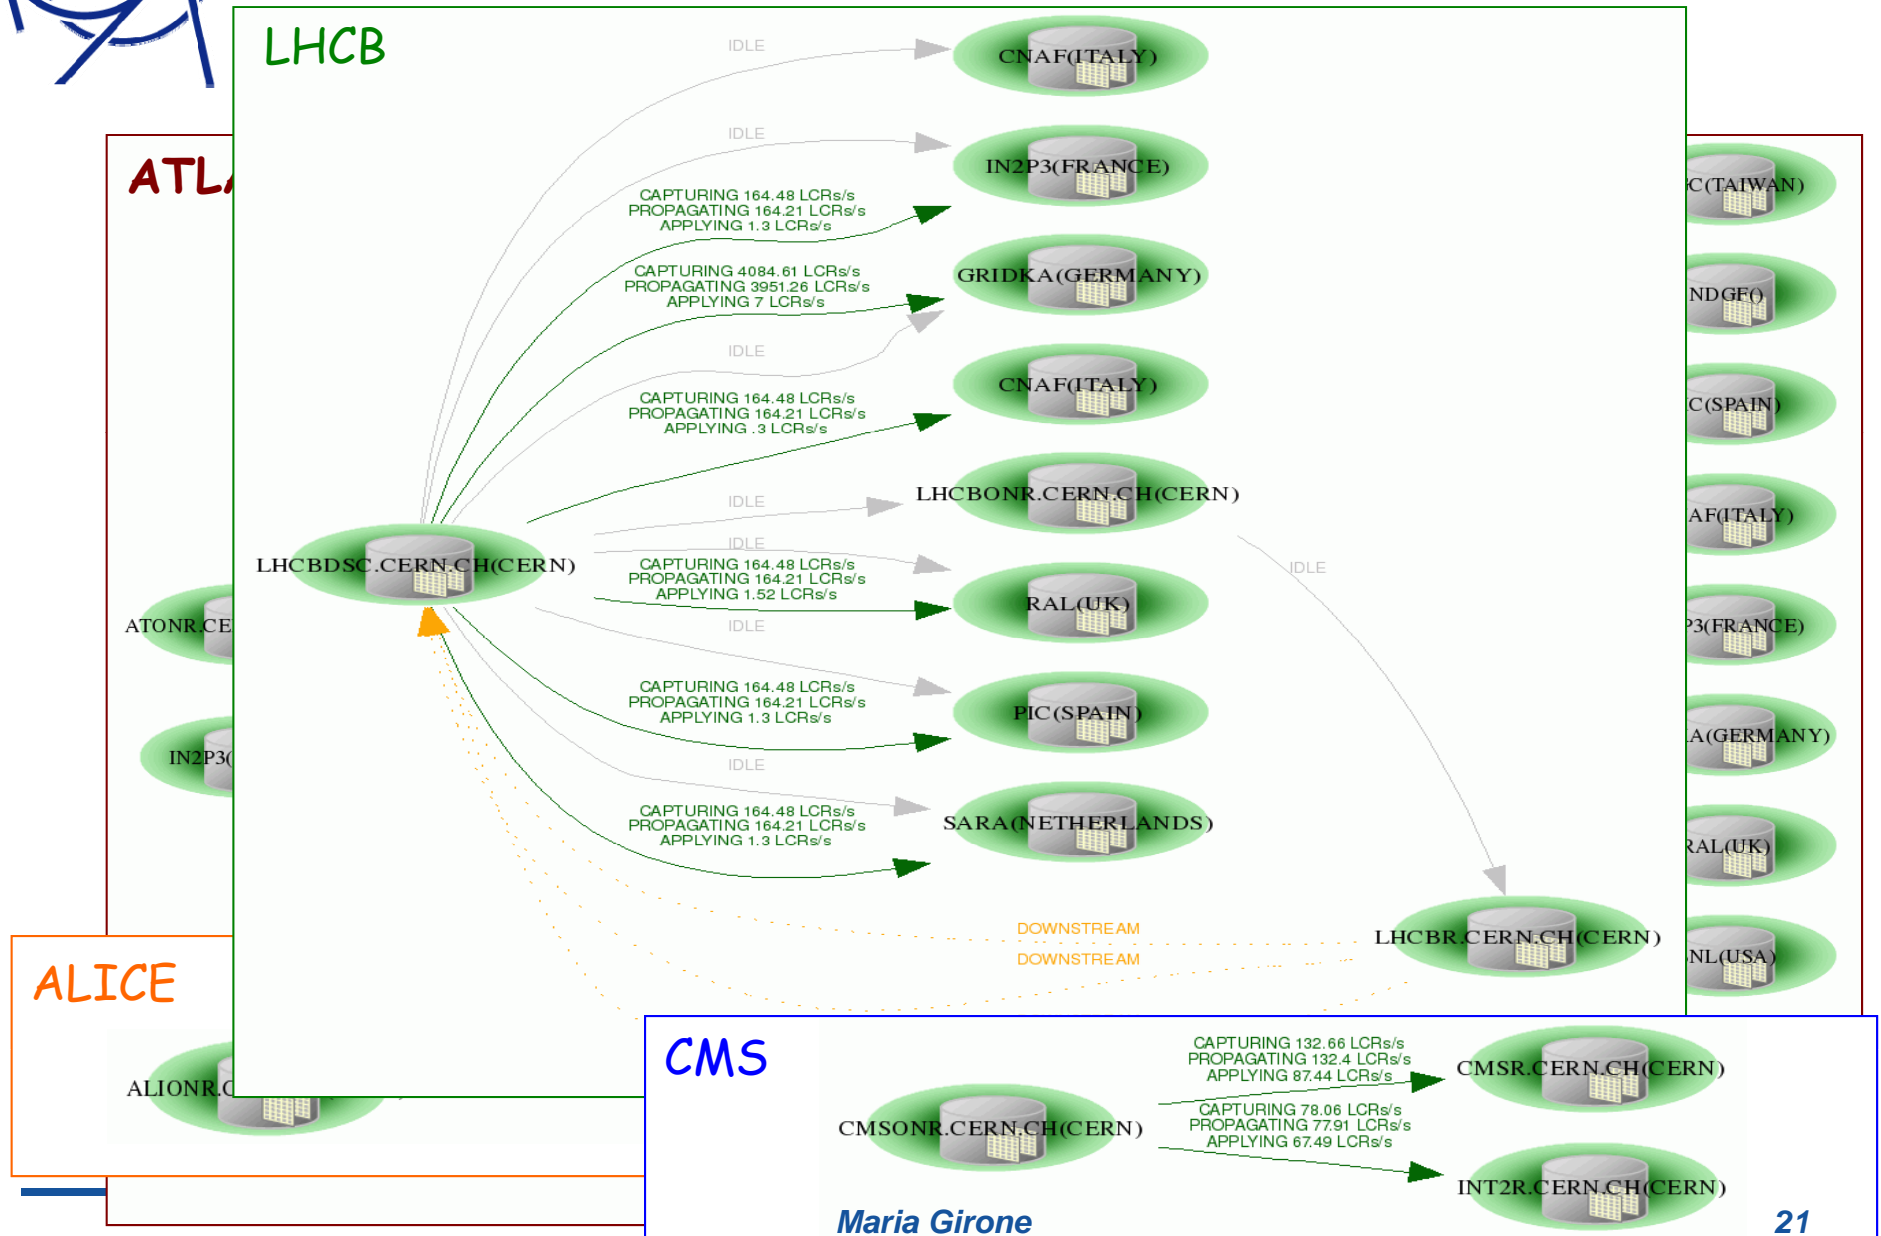 LHCB
IDLE
CNAF(ITALY)
IDLE
IN2P3(FRANCE)
CAPTURING 164.48 LCRs/s
PROPAGATING 164.21 LCRs/s
APPLYING 1.3 LCRs/s
CAPTURING 4084.61 LCRs/s
PROPAGATING 3951.26 LCRs/s
APPLYING 7 LCRs/s
GRIDKA(GERMANY)
IDLE
CAPTURING 164.48 LCRs/s
PROPAGATING 164.21 LCRs/s
APPLYING .3 LCRs/s
CNAF(ITALY)
IDLE
LHCBONR.CERN.CH(CERN)
IDLE
IDLE
LHCBDSC.CERN.CH(CERN)
CAPTURING 164.48 LCRs/s
PROPAGATING 164.21 LCRs/s
APPLYING 1.52 LCRs/s
RAL(UK)
IDLE
CAPTURING 164.48 LCRs/s
PROPAGATING 164.21 LCRs/s
APPLYING 1.3 LCRs/s
PIC(SPAIN)
IDLE
CAPTURING 164.48 LCRs/s
PROPAGATING 164.21 LCRs/s
APPLYING 1.3 LCRs/s
SARA(NETHERLANDS)
DOWNSTREAM
DOWNSTREAM
LHCBR.CERN.CH(CERN)
ATLA
ATONR.CE
IN2P3(
C(TAIWAN)
NDGF()
C(SPAIN)
AF(ITALY)
P3(FRANCE)
A(GERMANY)
RAL(UK)
NL(USA)
ALICE
ALIONR.C
CMS
CAPTURING 132.66 LCRs/s
PROPAGATING 132.4 LCRs/s
APPLYING 87.44 LCRs/s
CMSR.CERN.CH(CERN)
CMSONR.CERN.CH(CERN)
CAPTURING 78.06 LCRs/s
PROPAGATING 77.91 LCRs/s
APPLYING 67.49 LCRs/s
INT2R.CERN.CH(CERN)
Maria Girone
21